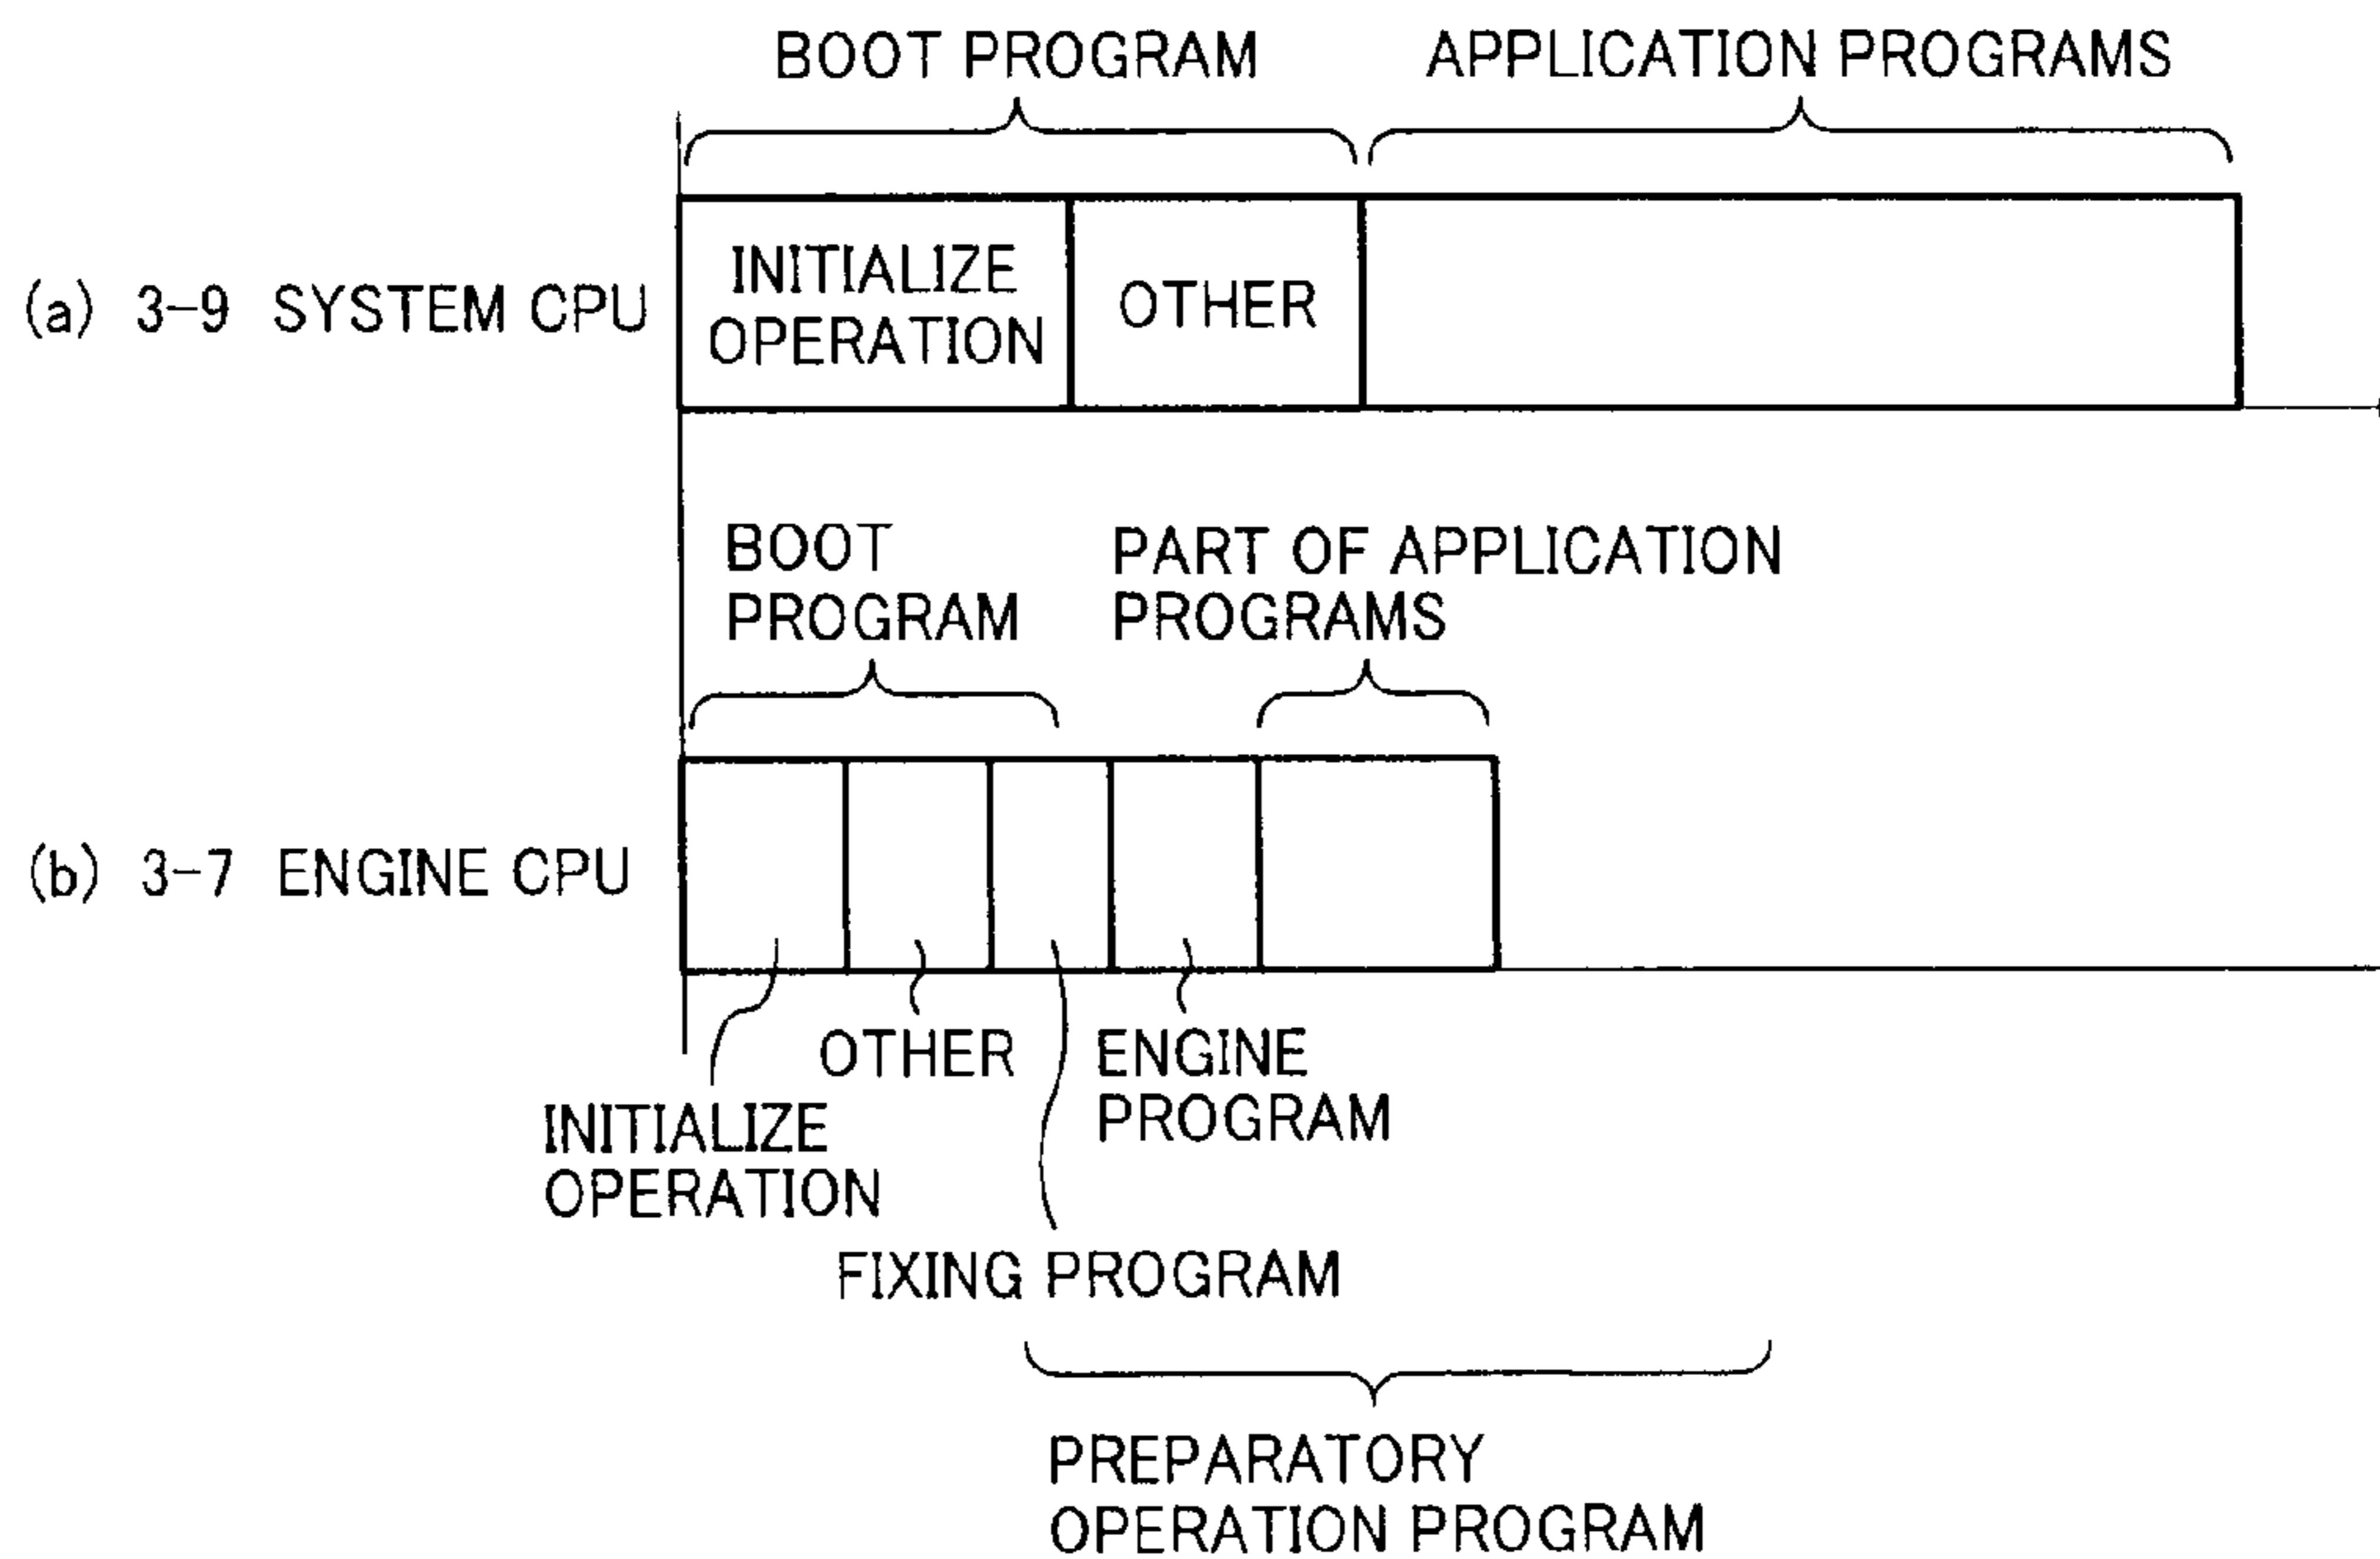 BOOT PROGRAM
APPLICATION PROGRAMS
(a) 3-9 SYSTEM CPU
INITIALIZE
OPERATION
OTHER
BOOT
PROGRAM
PART OF APPLICATION
PROGRAMS
(b) 3-7 ENGINE CPU
OTHER
ENGINE
PROGRAM
INITIALIZE
OPERATION
FIXING PROGRAM
PREPARATORY
OPERATION PROGRAM